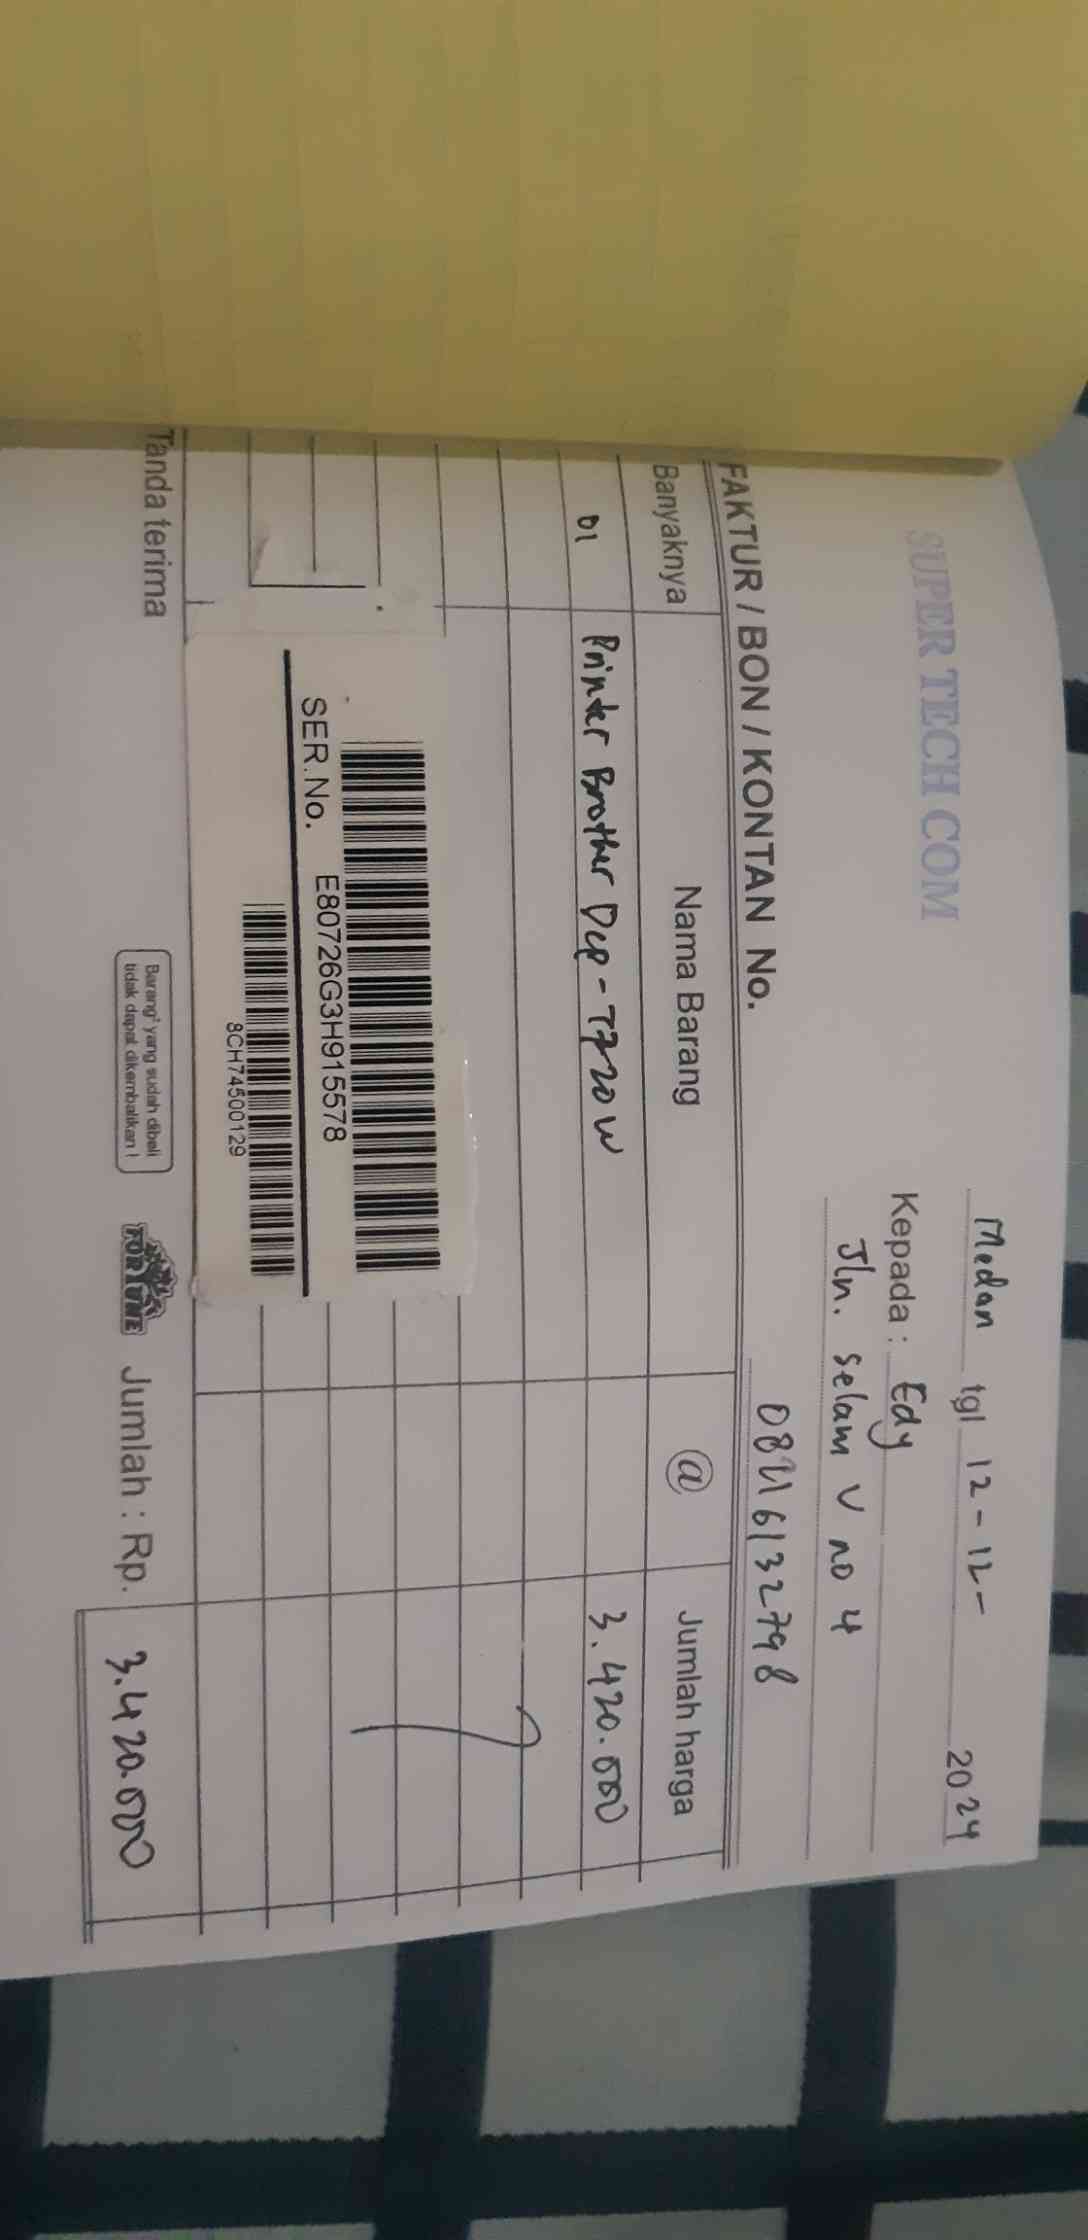 SUPER TECH COM
Medan tgl 12-12- 2024
Kepada : Edy
Jln. Selam V no 4
FAKTUR / BON / KONTAN No.
Banyaknya Nama Barang @ Jumlah harga
01 Printer Brother Dcp-T720W 3.420.000
SER.No. E80726G3H915578
8CH74500129
Tanda terima
Barang² yang sudah dibeli
tidak dapat dikembalikan !
FORTUNE
Jumlah : Rp. 3.420.000